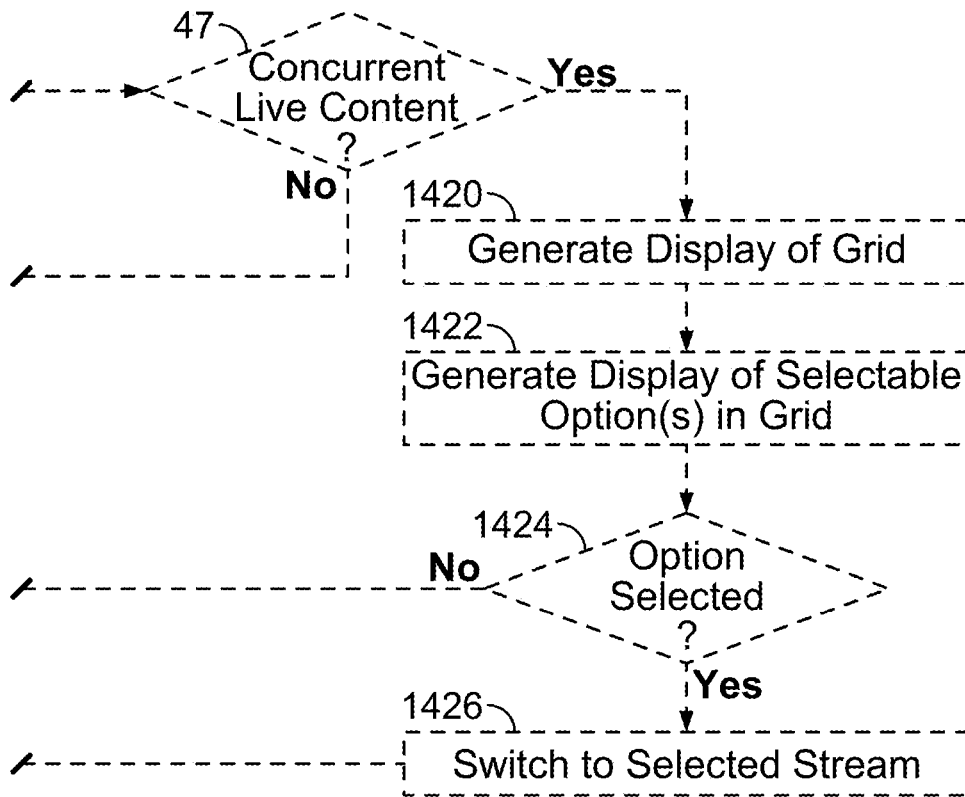 47
Concurrent
Live Content
?
Yes
No
1420
Generate Display of Grid
1422
Generate Display of Selectable
Option(s) in Grid
1424
Option
Selected
?
No
Yes
1426
Switch to Selected Stream